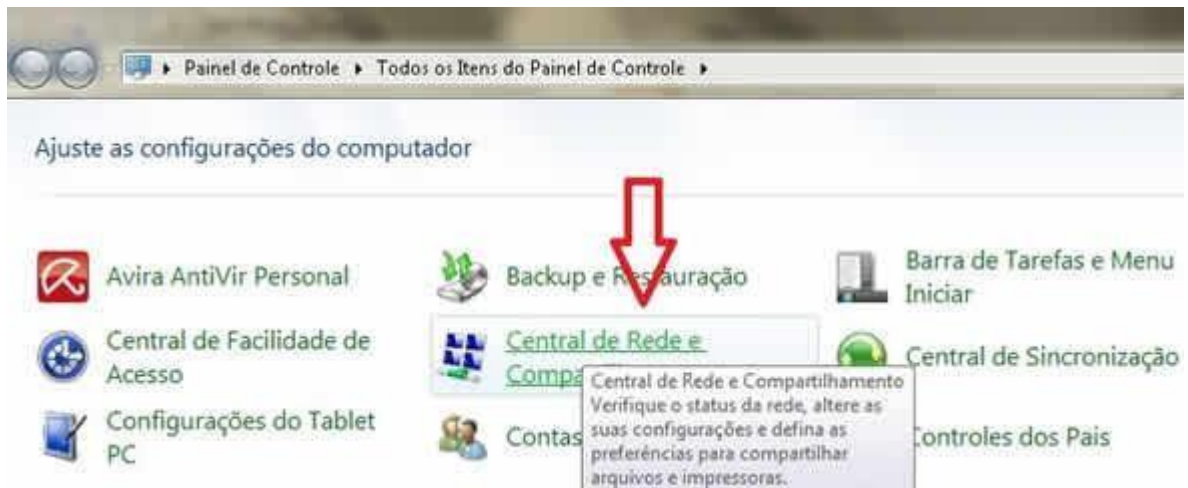 Painel de Controle ▸ Todos os Itens do Painel de Controle ▸
Ajuste as configurações do computador
Avira AntiVir Personal
Backup e Restauração
Barra de Tarefas e Menu
Iniciar
Central de Facilidade de
Acesso
Central de Rede e
Central de Sincronização
Central de Rede e Compartilhamento
Verifique o status da rede, altere as
suas configurações e defina as
preferências para compartilhar
arquivos e impressoras.
Configurações do Tablet
PC
Contas
Controles dos Pais